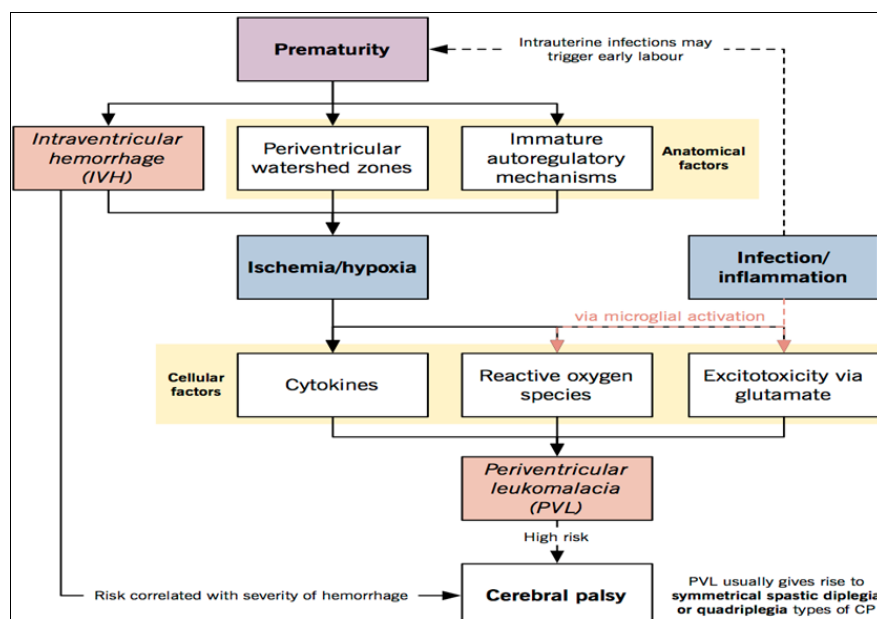 Prematurity
Intrauterine infections may
trigger early labour
Intraventricular
hemorrhage
(IVH)
Periventricular
watershed zones
Immature
autoregulatory
mechanisms
Anatomical
factors
Ischemia/hypoxia
Infection/
inflammation
via microglial activation
Cellular
factors
Cytokines
Reactive oxygen
species
Excitotoxicity via
glutamate
Periventricular
leukomalacia
(PVL)
High risk
Risk correlated with severity of hemorrhage
Cerebral palsy
PVL usually gives rise to
symmetrical spastic diplegia
or quadriplegia types of CP